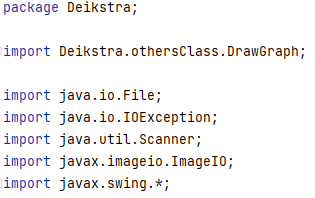 package Deikstra;
import Deikstra.othersClass.DrawGraph;
import java.io.File;
import java.io.IOException;
import java.util.Scanner;
import javax.imageio.ImageIO;
import javax.swing.*;